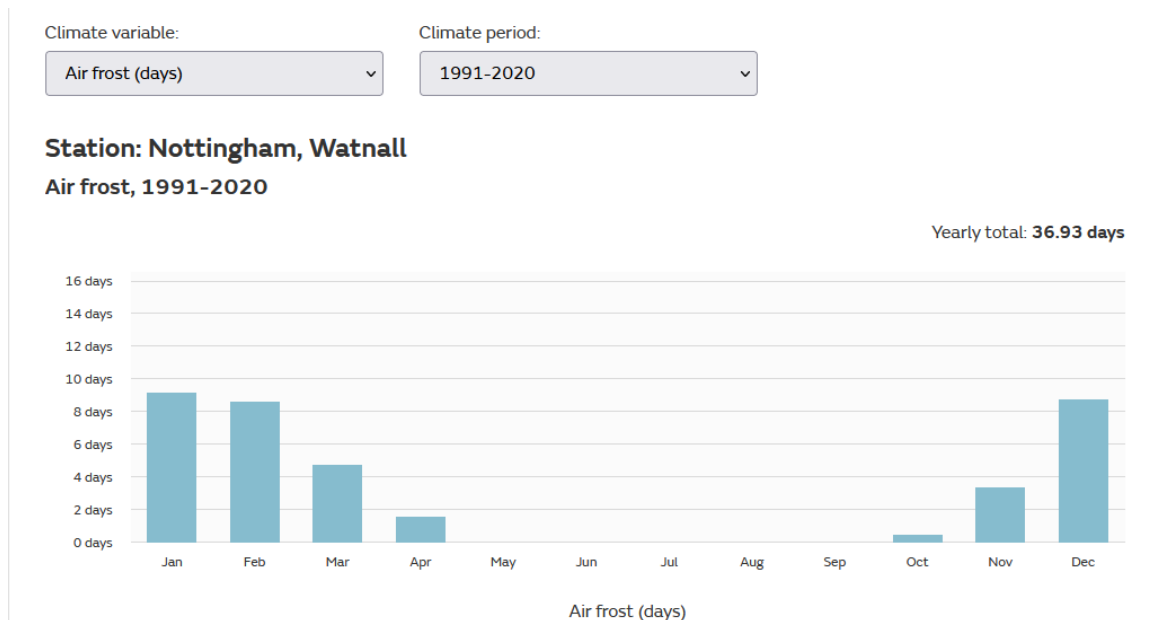 Climate variable: Climate period:
Air frost (days) 1991-2020
Station: Nottingham, Watnall
Air frost, 1991-2020
Yearly total: 36.93 days
16 days
14 days
12 days
10 days
8 days
6 days
4 days
2 days
0 days
Jan Feb Mar Apr May Jun Jul Aug Sep Oct Nov Dec
Air frost (days)